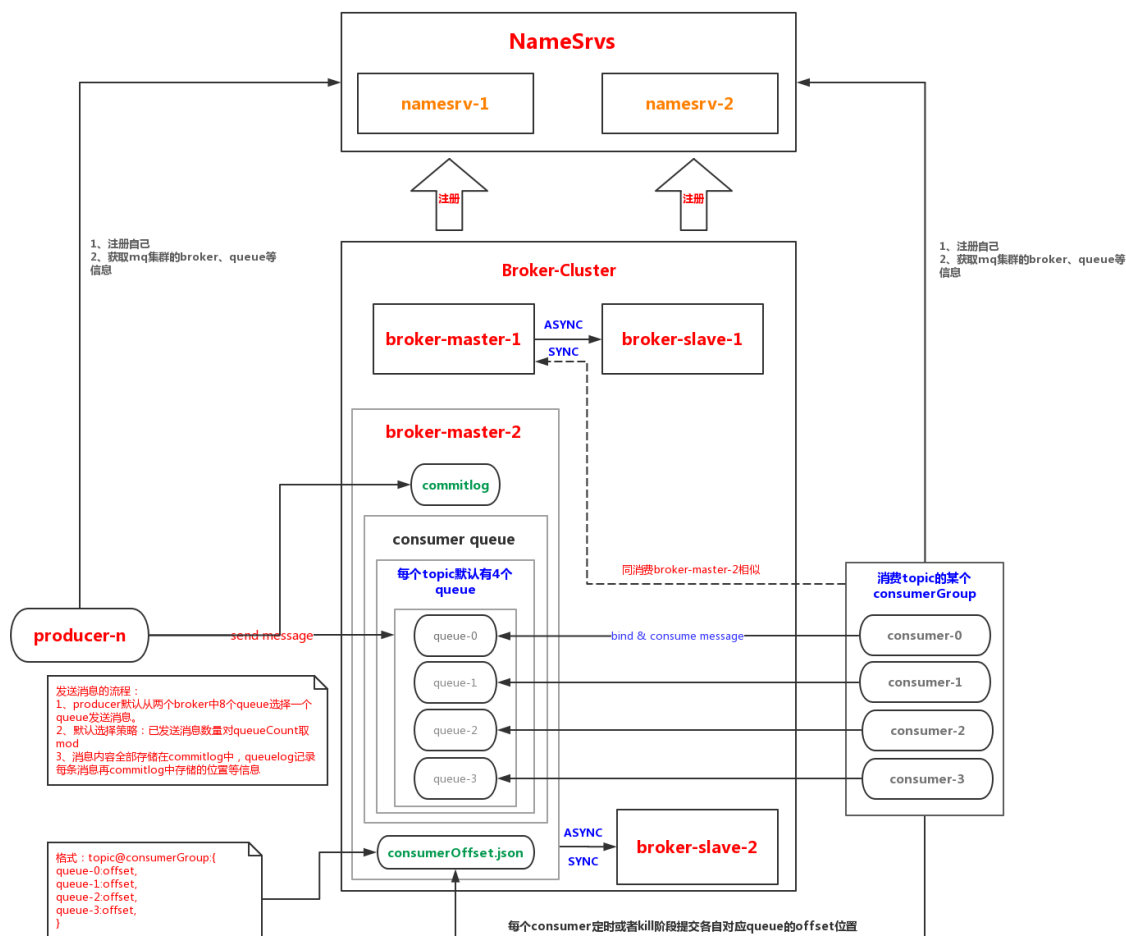 NameSrvs
namesrv-1
namesrv-2
注册
注册
1、注册自己
2、获取mq集群的broker、queue等
信息
1、注册自己
2、获取mq集群的broker、queue等
信息
Broker-Cluster
broker-master-1
ASYNC
SYNC
broker-slave-1
broker-master-2
commitlog
consumer queue
每个topic默认有4个
queue
同消费broker-master-2相似
消费topic的某个
consumerGroup
producer-n
send message
queue-0
bind & consume message
consumer-0
queue-1
consumer-1
queue-2
consumer-2
queue-3
consumer-3
发送消息的流程：
1、producer默认从两个broker中8个queue选择一个
queue发送消息。
2、默认选择策略：已发送消息数量对queueCount取
mod
3、消息内容全部存储在commitlog中，queuelog记录
每条消息再commitlog中存储的位置等信息
consumerOffset.json
ASYNC
SYNC
broker-slave-2
格式：topic@consumerGroup:{
queue-0:offset,
queue-1:offset,
queue-2:offset,
queue-3:offset,
}
每个consumer定时或者kill阶段提交各自对应queue的offset位置